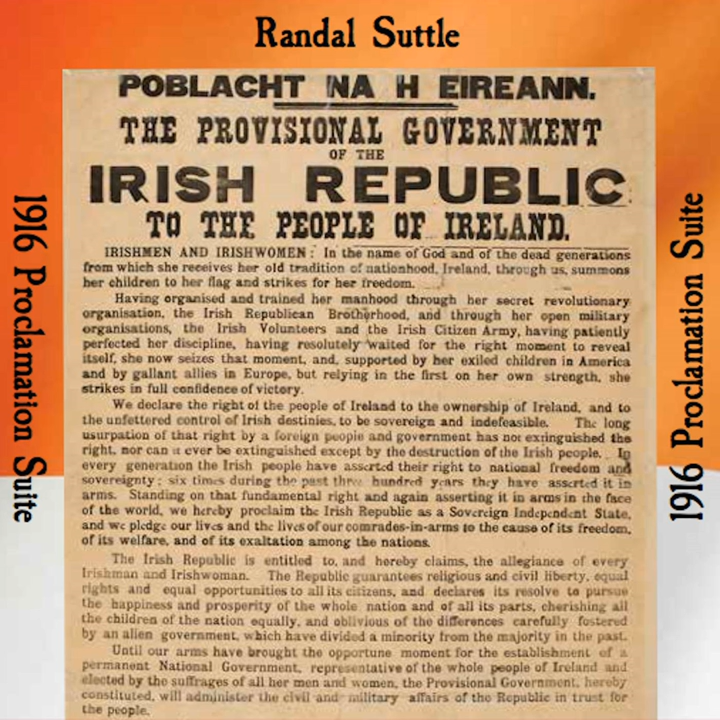 Randal Suttle
1916 Proclamation Suite
POBLACHT NA H EIREANN.
THE PROVISIONAL GOVERNMENT
OF THE
IRISH REPUBLIC
TO THE PEOPLE OF IRELAND.
IRISHMEN AND IRISHWOMEN: In the name of God and of the dead generations
from which she receives her old tradition of nationhood, Ireland, through us, summons
her children to her flag and strikes for her freedom.
Having organised and trained her manhood through her secret revolutionary
organisation, the Irish Republican Brotherhood, and through her open military
organisations, the Irish Volunteers and the Irish Citizen Army, having patiently
perfected her discipline, having resolutely waited for the right moment to reveal
itself, she now seizes that moment, and, supported by her exiled children in America
and by gallant allies in Europe, but relying in the first on her own strength, she
strikes in full confidence of victory.
We declare the right of the people of Ireland to the ownership of Ireland, and to
the unfettered control of Irish destinies, to be sovereign and indefeasible. The long
usurpation of that right by a foreign people and government has not extinguished the
right, nor can it ever be extinguished except by the destruction of the Irish people. In
every generation the Irish people have asserted their right to national freedom and
sovereignty; six times during the past three hundred years they have asserted it in
arms. Standing on that fundamental right and again asserting it in arms in the face
of the world, we hereby proclaim the Irish Republic as a Sovereign Independent State,
and we pledge our lives and the lives of our comrades-in-arms to the cause of its freedom,
of its welfare, and of its exaltation among the nations.
The Irish Republic is entitled to, and hereby claims, the allegiance of every
Irishman and Irishwoman. The Republic guarantees religious and civil liberty, equal
rights and equal opportunities to all its citizens, and declares its resolve to pursue
the happiness and prosperity of the whole nation and of all its parts, cherishing all
the children of the nation equally, and oblivious of the differences carefully fostered
by an alien government, which have divided a minority from the majority in the past.
Until our arms have brought the opportune moment for the establishment of a
permanent National Government, representative of the whole people of Ireland and
elected by the suffrages of all her men and women, the Provisional Government, hereby
constituted, will administer the civil and military affairs of the Republic in trust for
the people.
1916 Proclamation Suite